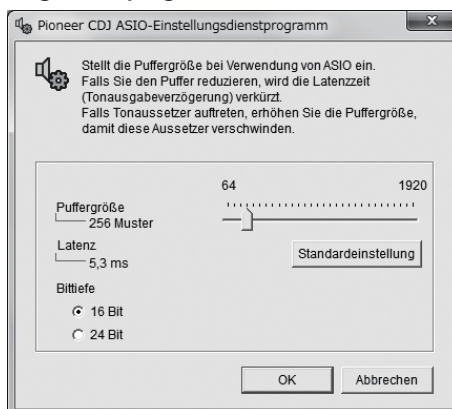 Pioneer CDJ ASIO-Einstellungsdienstprogramm
Stellt die Puffergröße bei Verwendung von ASIO ein.
Falls Sie den Puffer reduzieren, wird die Latenzzeit
(Tonausgabeverzögerung) verkürzt.
Falls Tonaussetzer auftreten, erhöhen Sie die Puffergröße,
damit diese Aussetzer verschwinden.
64 1920
Puffergröße
256 Muster
Latenz
5,3 ms
Standardeinstellung
Bittiefe
16 Bit
24 Bit
OK Abbrechen